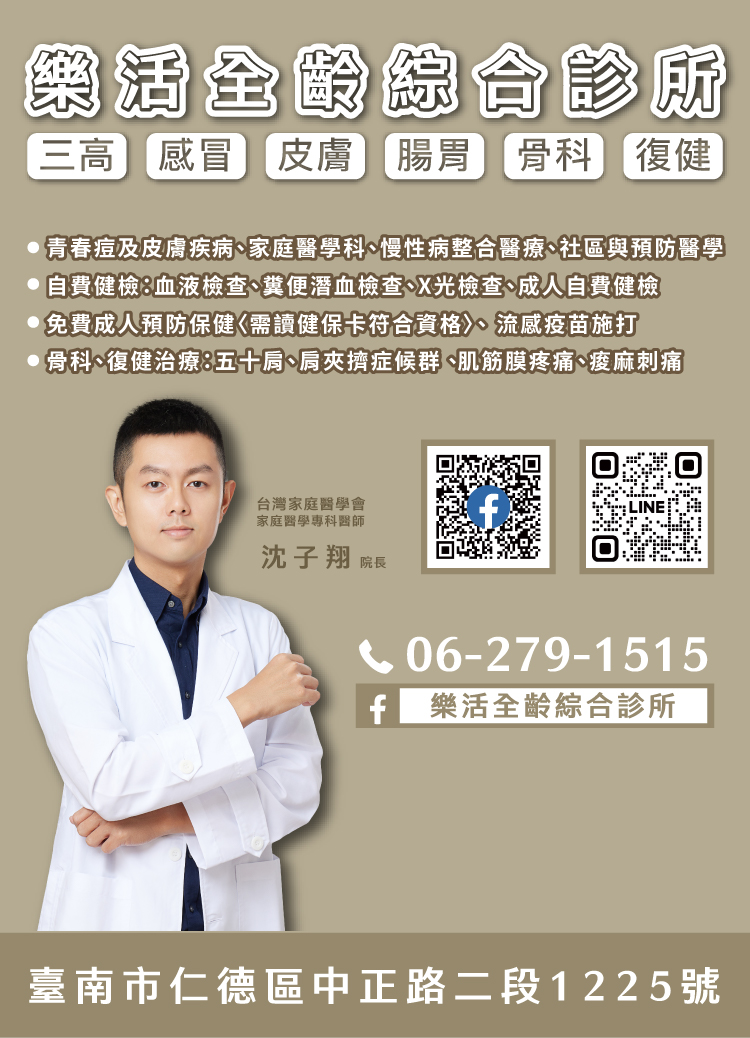 樂活全齡綜合診所
三高 感冒 皮膚 腸胃 骨科 復健
•青春痘及皮膚疾病、家庭醫學科、慢性病整合醫療、社區與預防醫學
•自費健檢：血液檢查、糞便潛血檢查、X光檢查、成人自費健檢
•免費成人預防保健〈需讀健保卡符合資格〉、流感疫苗施打
•骨科、復健治療：五十肩、肩夾擠症候群、肌筋膜疼痛、痠麻刺痛
台灣家庭醫學會
家庭醫學專科醫師
沈子翔 院長
LINE
06-279-1515
樂活全齡綜合診所
臺南市仁德區中正路二段1225號